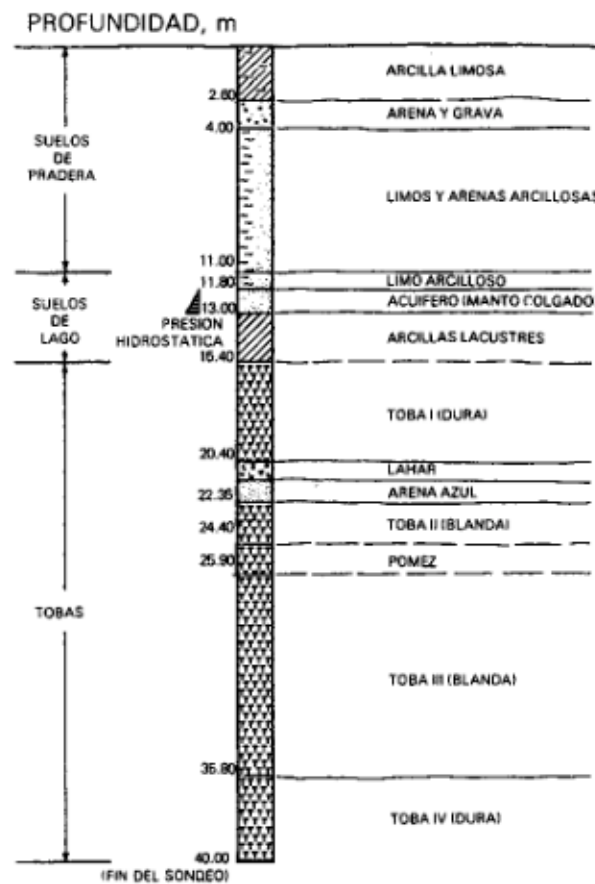 PROFUNDIDAD, m
ARCILLA LIMOSA
2.60
ARENA Y GRAVA
4.00
SUELOS
DE
PRADERA
LIMOS Y ARENAS ARCILLOSAS
11.00
LIMO ARCILLOSO
11.80
ACUIFERO (MANTO COLGADO
13.00
SUELOS
DE
LAGO
PRESION
HIDROSTATICA
ARCILLAS LACUSTRES
15.40
TOBA I (DURA)
20.40
LAHAR
ARENA AZUL
22.35
TOBA II (BLANDA)
24.40
POMEZ
25.90
TOBAS
TOBA III (BLANDA)
35.80
TOBA IV (DURA)
40.00
(FIN DEL SONDEO)